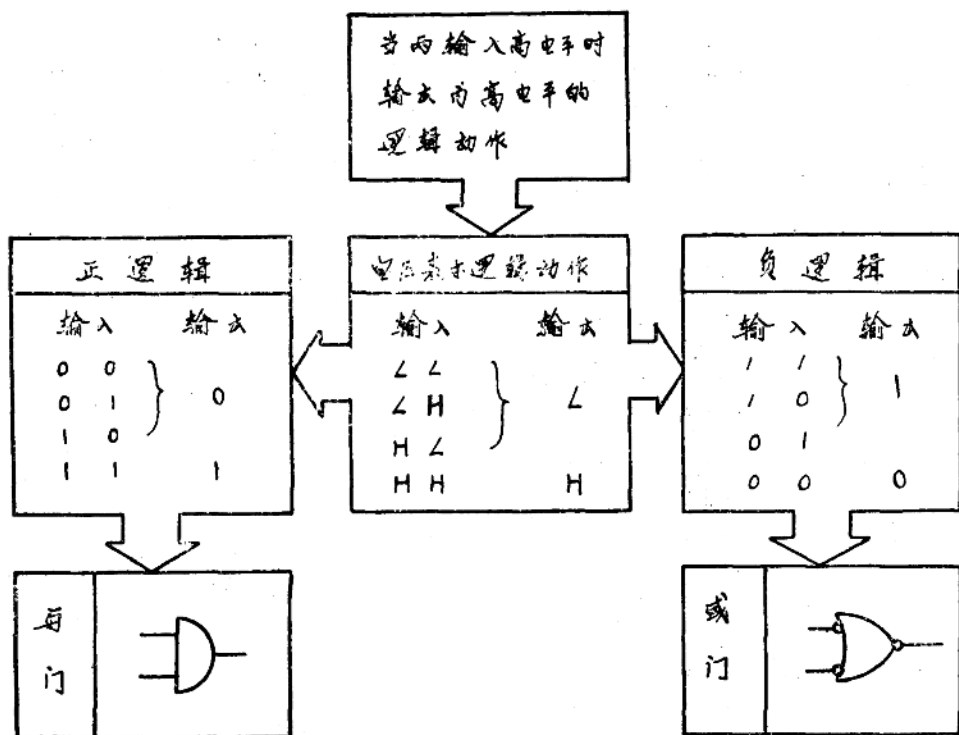 当两输入高电平时
输出为高电平的
逻辑动作
正逻辑
输入 输出
0 0
0 1 0
1 0
1 1 1
电压表示逻辑动作
输入 输出
L L
L H L
H L
H H H
负逻辑
输入 输出
1 1
1 0 1
0 1
0 0 0
与门
或门